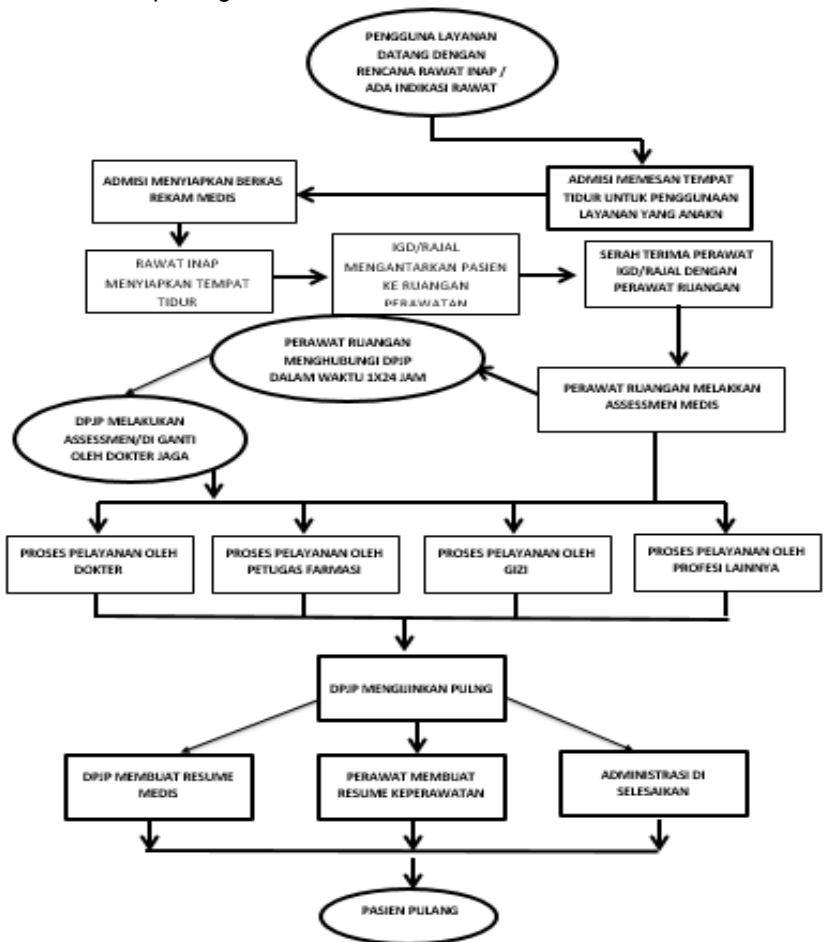 PENGGUNA LAYANAN
DATANG DENGAN
RENCANA RAWAT INAP /
ADA INDIKASI RAWAT
ADMISI MENYIAPKAN BERKAS
REKAM MEDIS
ADMISI MEMESAN TEMPAT
TIDUR UNTUK PENGGUNAAN
LAYANAN YANG ANAKN
RAWAT INAP
MENYIAPKAN TEMPAT
TIDUR
IGD/RAJAL
MENGANTARKAN PASIEN
KE RUANGAN
PERAWATAN
SERAH TERIMA PERAWAT
IGD/RAJAL DENGAN
PERAWAT RUANGAN
PERAWAT RUANGAN
MENGHUBUNGI DPJP
DALAM WAKTU 1X24 JAM
PERAWAT RUANGAN MELAKKAN
ASSESSMEN MEDIS
DPJP MELAKUKAN
ASSESSMEN/DI GANTI
OLEH DOKTER JAGA
PROSES PELAYANAN OLEH
DOKTER
PROSES PELAYANAN OLEH
PETUGAS FARMASI
PROSES PELAYANAN OLEH
GIZI
PROSES PELAYANAN OLEH
PROFESI LAINNYA
DPJP MENGIJINKAN PULNG
DPJP MEMBUAT RESUME
MEDIS
PERAWAT MEMBUAT
RESUME KEPERAWATAN
ADMINISTRASI DI
SELESAIKAN
PASIEN PULANG